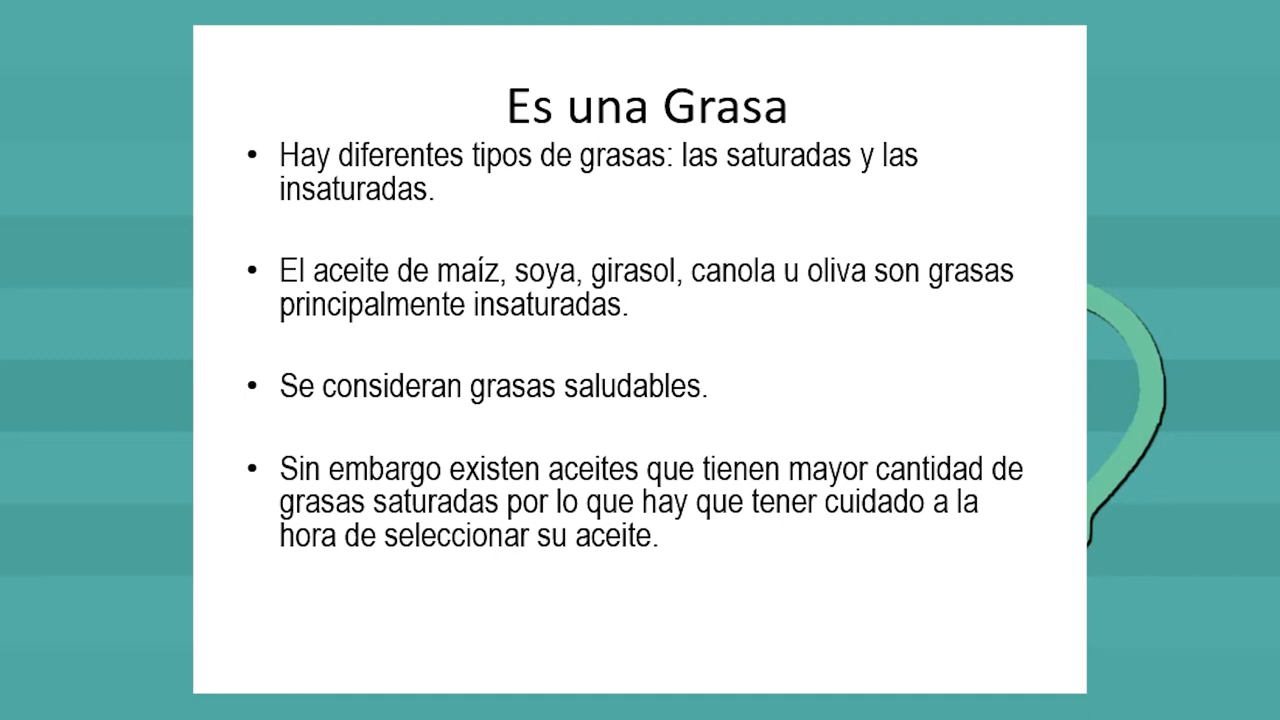 Es una Grasa
• Hay diferentes tipos de grasas: las saturadas y las
insaturadas.
• El aceite de maíz, soya, girasol, canola u oliva son grasas
principalmente insaturadas.
• Se consideran grasas saludables.
• Sin embargo existen aceites que tienen mayor cantidad de
grasas saturadas por lo que hay que tener cuidado a la
hora de seleccionar su aceite.